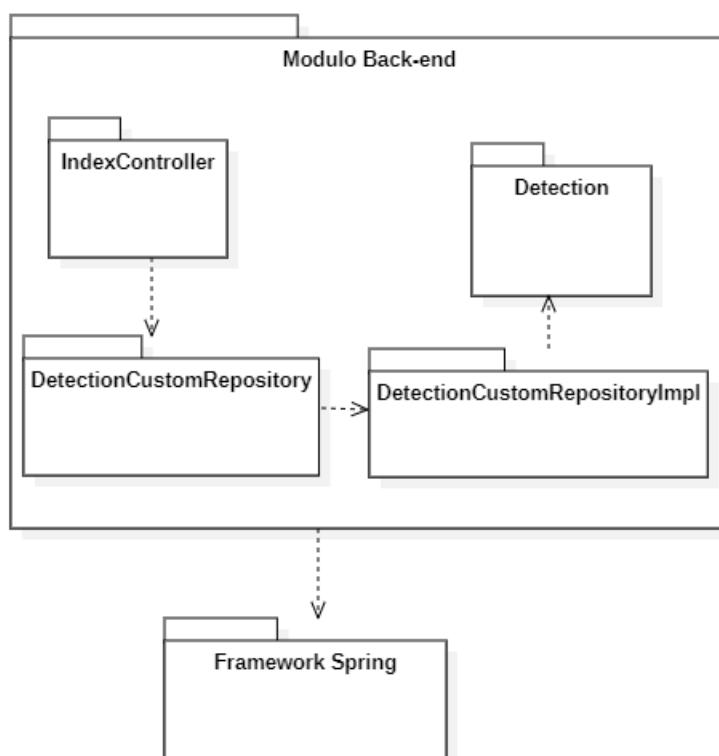 Modulo Back-end
IndexController
Detection
DetectionCustomRepository
DetectionCustomRepositoryImpl
Framework Spring